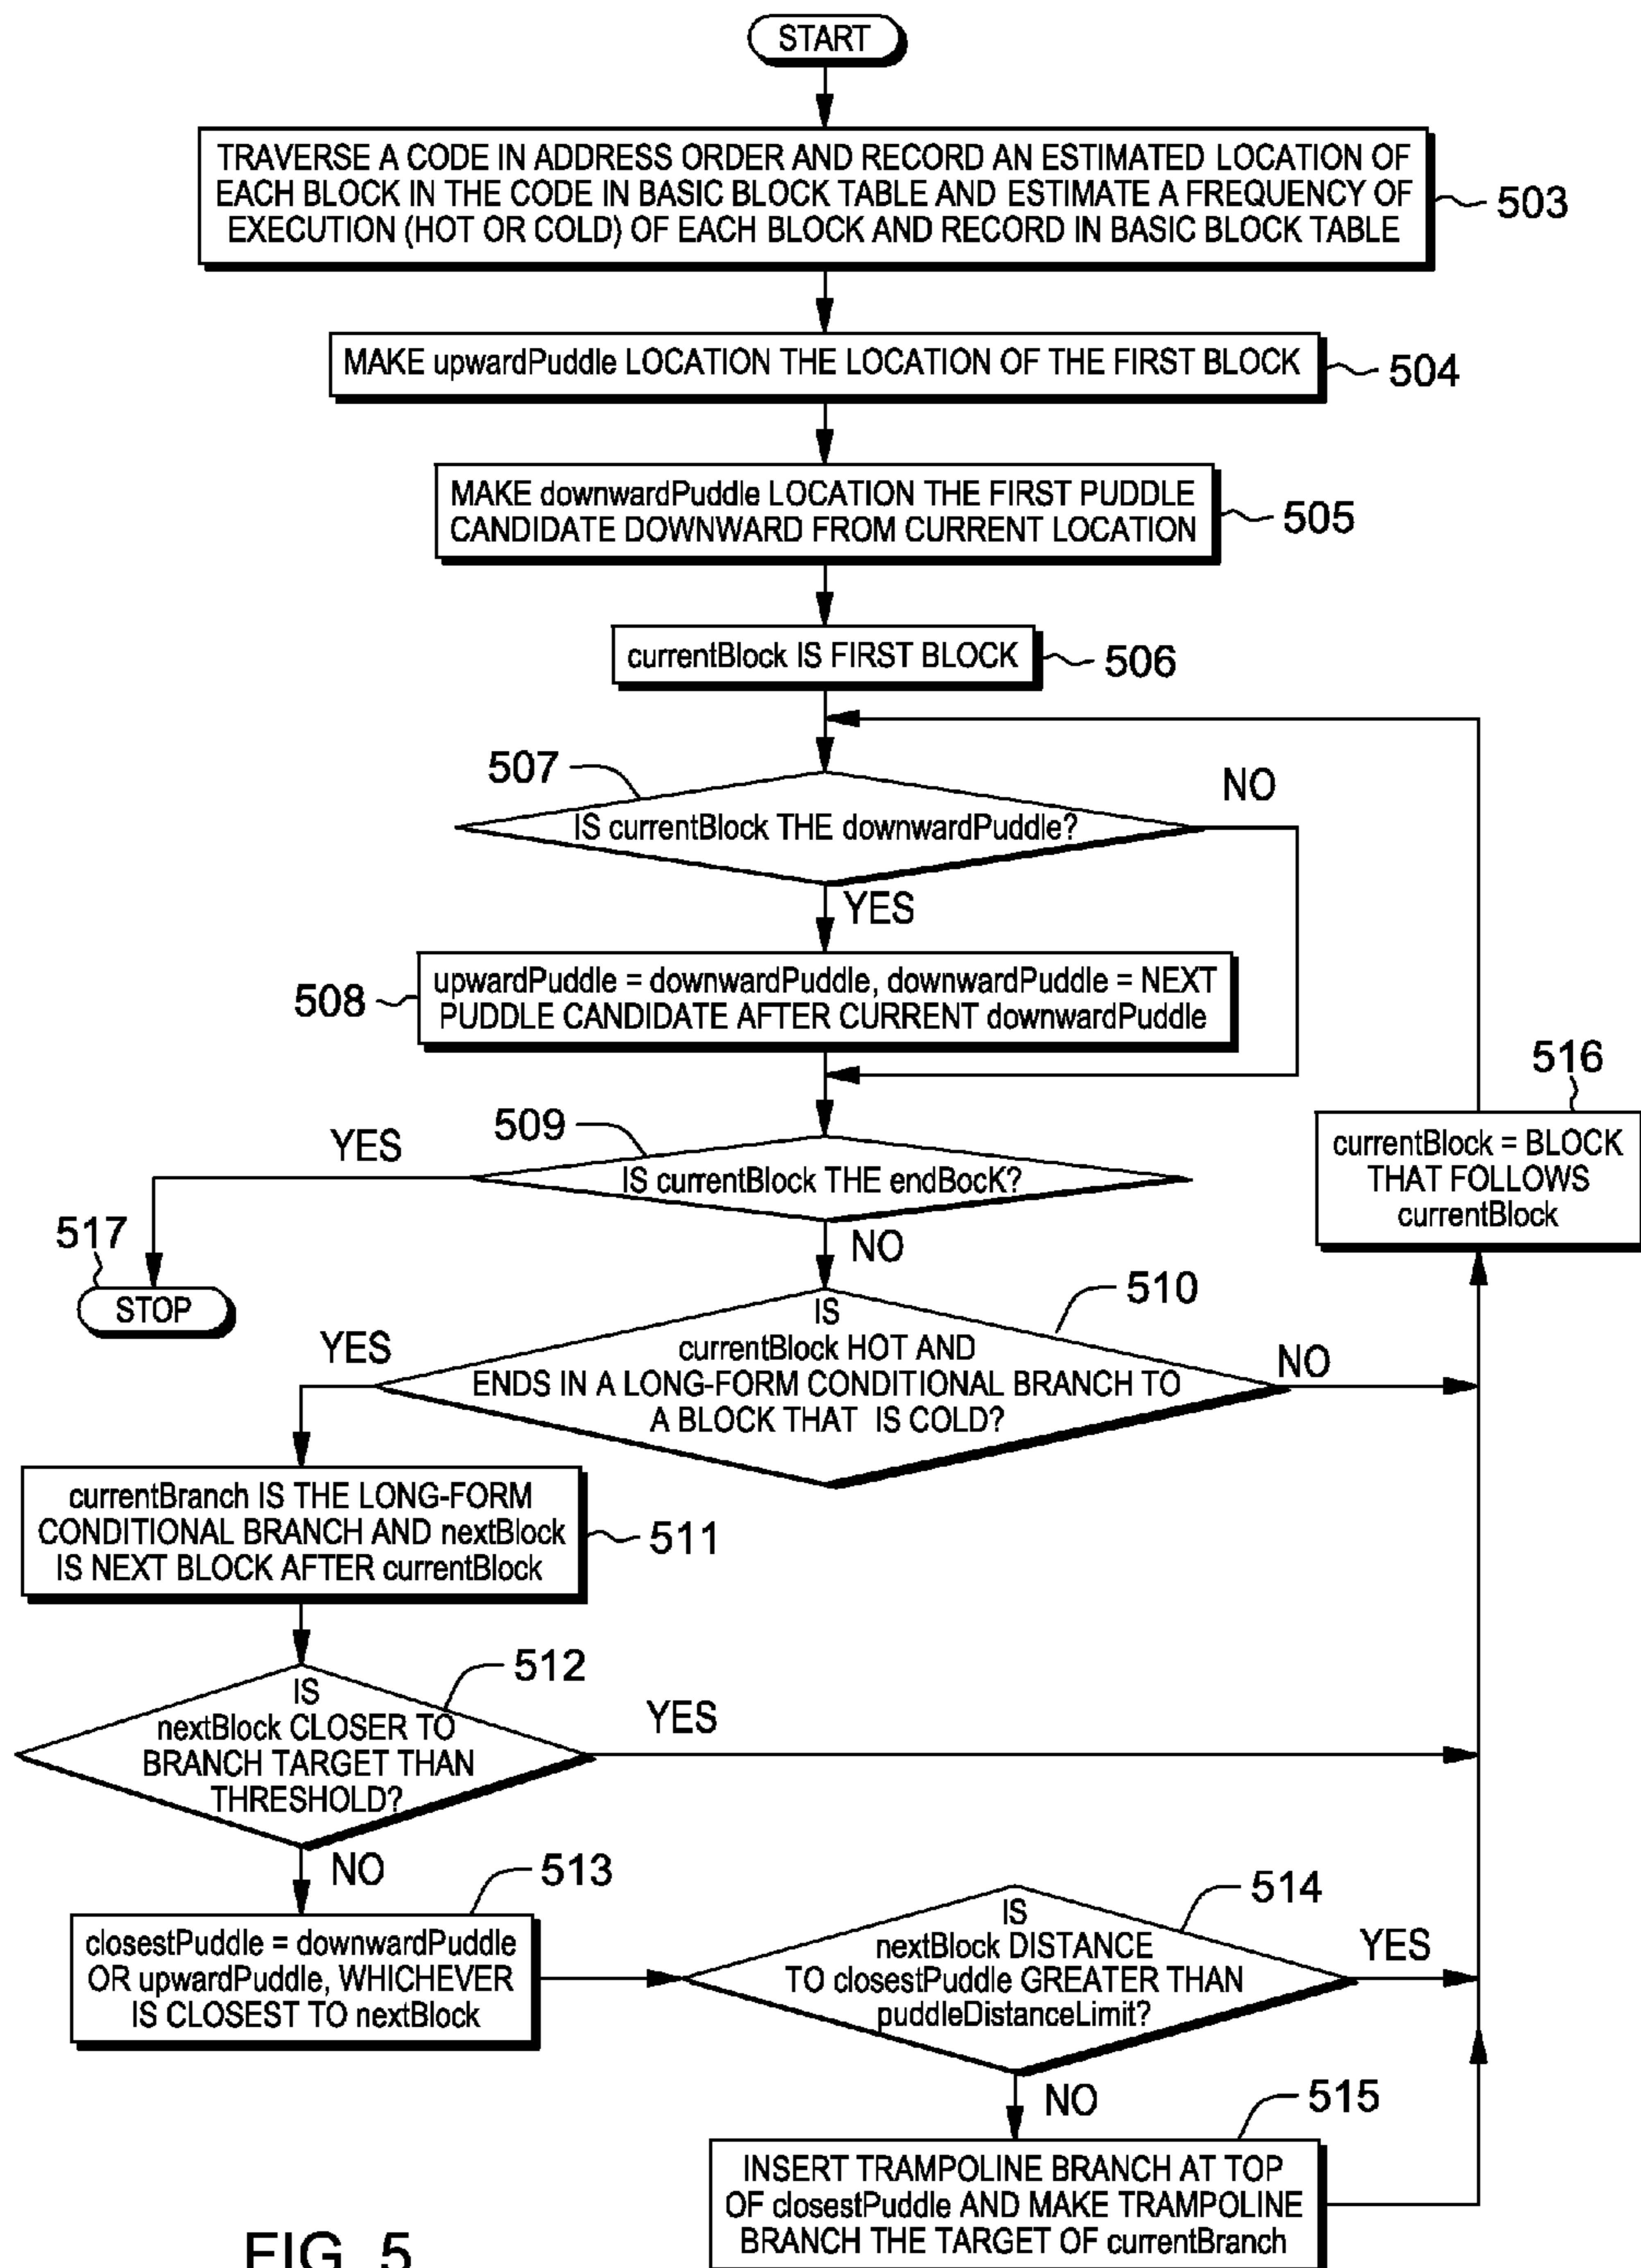 START
TRAVERSE A CODE IN ADDRESS ORDER AND RECORD AN ESTIMATED LOCATION OF
EACH BLOCK IN THE CODE IN BASIC BLOCK TABLE AND ESTIMATE A FREQUENCY OF
EXECUTION (HOT OR COLD) OF EACH BLOCK AND RECORD IN BASIC BLOCK TABLE
503
MAKE upwardPuddle LOCATION THE LOCATION OF THE FIRST BLOCK
504
MAKE downwardPuddle LOCATION THE FIRST PUDDLE
CANDIDATE DOWNWARD FROM CURRENT LOCATION
505
currentBlock IS FIRST BLOCK
506
507
IS currentBlock THE downwardPuddle?
NO
YES
508
upwardPuddle = downwardPuddle, downwardPuddle = NEXT
PUDDLE CANDIDATE AFTER CURRENT downwardPuddle
516
currentBlock = BLOCK
THAT FOLLOWS
currentBlock
509
YES
IS currentBlock THE endBocK?
NO
517
STOP
510
IS
currentBlock HOT AND
ENDS IN A LONG-FORM CONDITIONAL BRANCH TO
A BLOCK THAT IS COLD?
YES
NO
currentBranch IS THE LONG-FORM
CONDITIONAL BRANCH AND nextBlock
IS NEXT BLOCK AFTER currentBlock
511
512
IS
nextBlock CLOSER TO
BRANCH TARGET THAN
THRESHOLD?
YES
NO
513
closestPuddle = downwardPuddle
OR upwardPuddle, WHICHEVER
IS CLOSEST TO nextBlock
514
IS
nextBlock DISTANCE
TO closestPuddle GREATER THAN
puddleDistanceLimit?
YES
NO
515
INSERT TRAMPOLINE BRANCH AT TOP
OF closestPuddle AND MAKE TRAMPOLINE
BRANCH THE TARGET OF currentBranch
FIG. 5